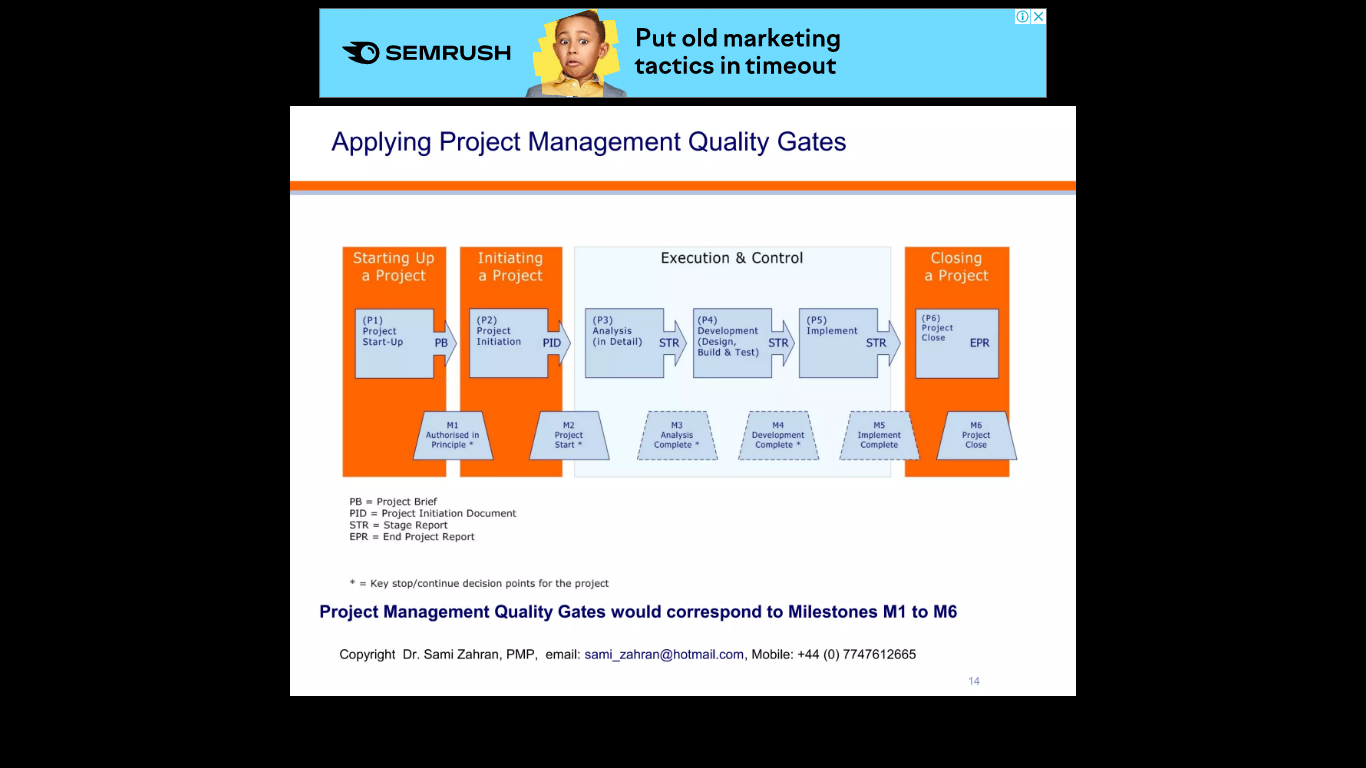 SEMRUSH
Put old marketing
tactics in timeout
Applying Project Management Quality Gates
Starting Up
a Project
Initiating
a Project
Execution & Control
Closing
a Project
(P1)
Project
Start-Up
PB
(P2)
Project
Initiation
PID
(P3)
Analysis
(in Detail)
STR
(P4)
Development
(Design,
Build & Test)
STR
(P5)
Implement
STR
(P6)
Project
Close
EPR
M1
Authorised in
Principle *
M2
Project
Start *
M3
Analysis
Complete *
M4
Development
Complete *
M5
Implement
Complete
M6
Project
Close
PB = Project Brief
PID = Project Initiation Document
STR = Stage Report
EPR = End Project Report
* = Key stop/continue decision points for the project
Project Management Quality Gates would correspond to Milestones M1 to M6
Copyright Dr. Sami Zahran, PMP, email: sami_zahran@hotmail.com, Mobile: +44 (0) 7747612665
14